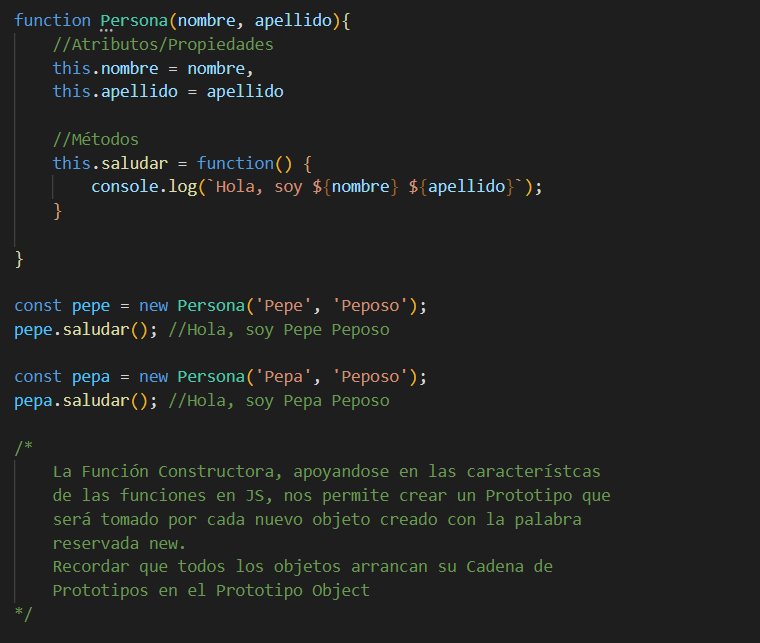 function Persona(nombre, apellido){
    //Atributos/Propiedades
    this.nombre = nombre,
    this.apellido = apellido

    //Métodos
    this.saludar = function() {
        console.log(`Hola, soy ${nombre} ${apellido}`);
    }

}

const pepe = new Persona('Pepe', 'Peposo');
pepe.saludar(); //Hola, soy Pepe Peposo

const pepa = new Persona('Pepa', 'Peposo');
pepa.saludar(); //Hola, soy Pepa Peposo

/*
    La Función Constructora, apoyandose en las característcas
    de las funciones en JS, nos permite crear un Prototipo que
    será tomado por cada nuevo objeto creado con la palabra
    reservada new.
    Recordar que todos los objetos arrancan su Cadena de
    Prototipos en el Prototipo Object
*/